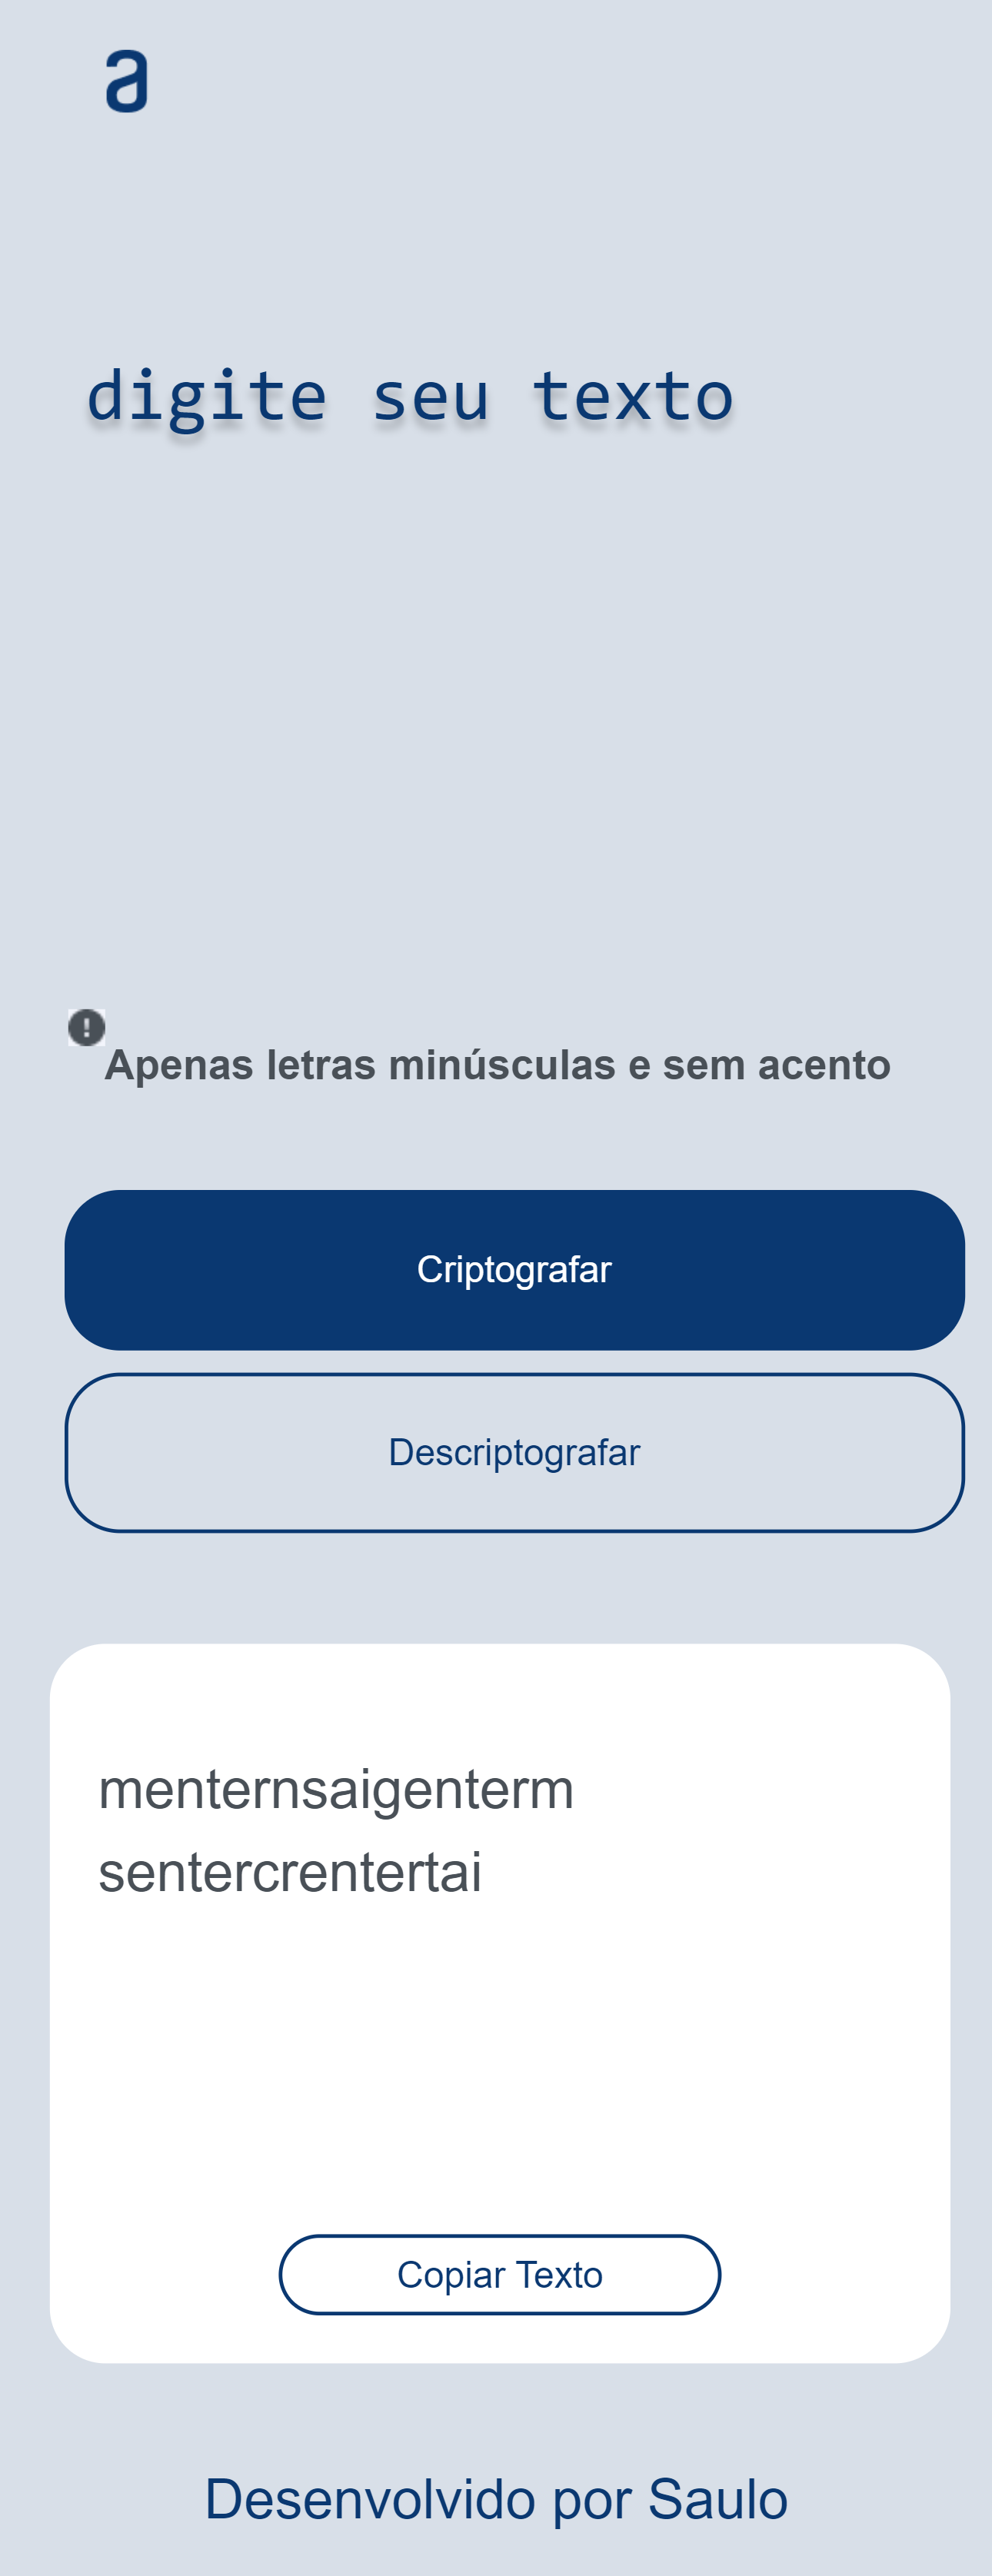 a
digite seu texto
Apenas letras minúsculas e sem acento
Criptografar
Descriptografar
menternsaigenterm
sentercrentertai
Copiar Texto
Desenvolvido por Saulo